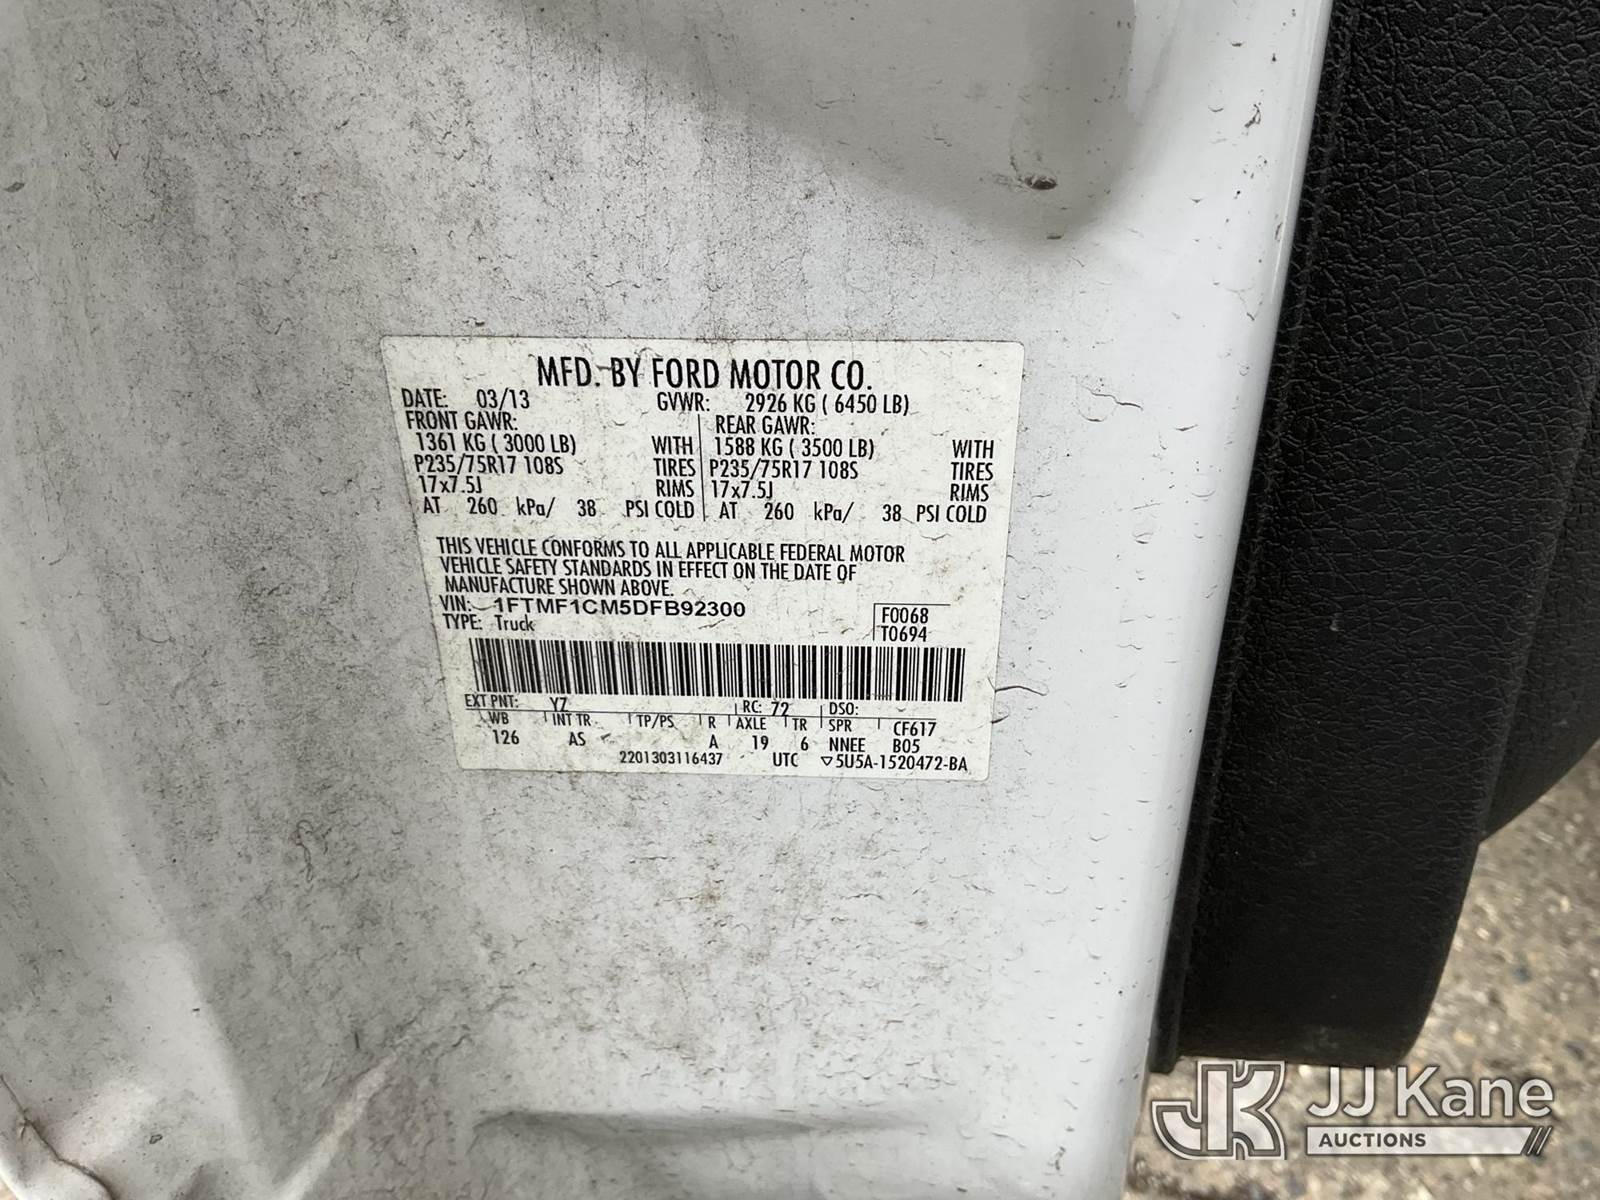 MFD. BY FORD MOTOR CO.
DATE: 03/13 GVWR: 2926 KG ( 6450 LB)
FRONT GAWR: REAR GAWR:
1361 KG ( 3000 LB) WITH 1588 KG ( 3500 LB) WITH
P235/75R17 108S TIRES P235/75R17 108S TIRES
17x7.5J RIMS 17x7.5J RIMS
AT 260 kPa/ 38 PSI COLD AT 260 kPa/ 38 PSI COLD
THIS VEHICLE CONFORMS TO ALL APPLICABLE FEDERAL MOTOR
VEHICLE SAFETY STANDARDS IN EFFECT ON THE DATE OF
MANUFACTURE SHOWN ABOVE.
VIN: 1FTMF1CM5DFB92300 F0068
TYPE: Truck T0694
EXT PNT: YZ RC: 72 DSO:
WB INT TR TP/PS R AXLE TR SPR CF617
126 AS A 19 6 NNEE B05
2201303116437 UTC ▽5U5A-1520472-BA
JK JJ Kane
AUCTIONS